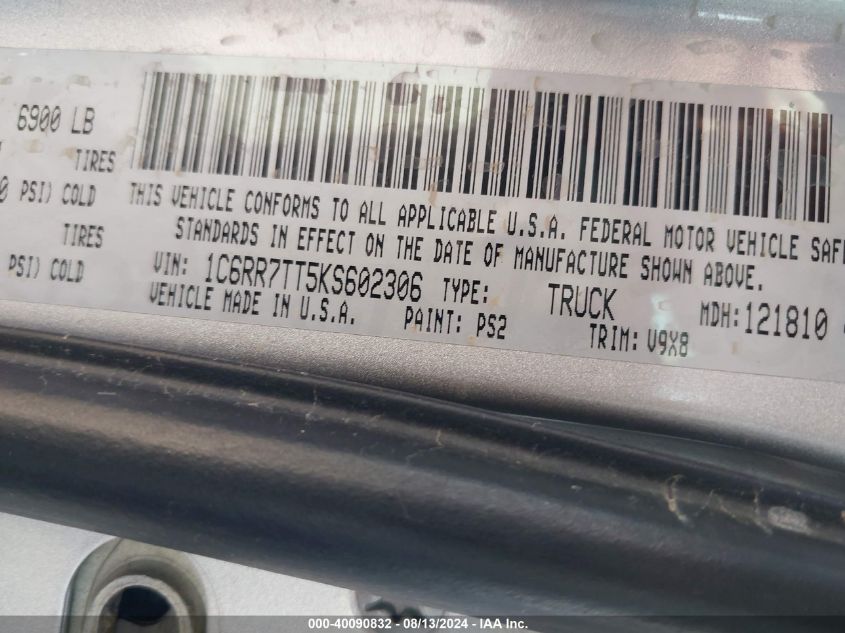 6900 LB
TIRES
PSI) COLD
TIRES
PSI) COLD
THIS VEHICLE CONFORMS TO ALL APPLICABLE U.S.A. FEDERAL MOTOR VEHICLE SAFE
STANDARDS IN EFFECT ON THE DATE OF MANUFACTURE SHOWN ABOVE.
VIN: 1C6RR7TT5KS602306 TYPE: TRUCK MDH: 121810
VEHICLE MADE IN U.S.A. PAINT: PS2 TRIM: V9X8
000-40090832 - 08/13/2024 - IAA Inc.